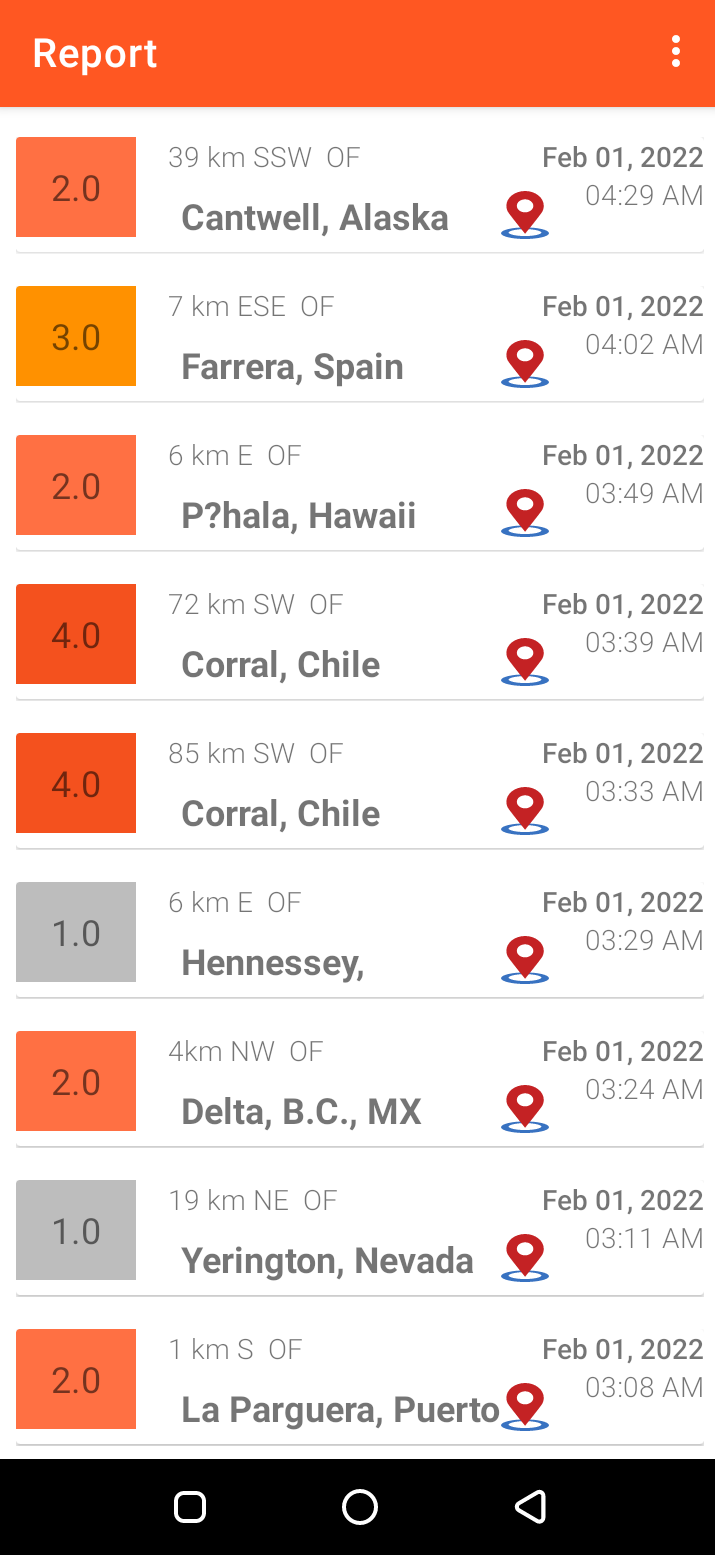 Report
2.0
39 km SSW  OF
Cantwell, Alaska
Feb 01, 2022
04:29 AM
3.0
7 km ESE  OF
Farrera, Spain
Feb 01, 2022
04:02 AM
2.0
6 km E  OF
P?hala, Hawaii
Feb 01, 2022
03:49 AM
4.0
72 km SW  OF
Corral, Chile
Feb 01, 2022
03:39 AM
4.0
85 km SW  OF
Corral, Chile
Feb 01, 2022
03:33 AM
1.0
6 km E  OF
Hennessey,
Feb 01, 2022
03:29 AM
2.0
4km NW  OF
Delta, B.C., MX
Feb 01, 2022
03:24 AM
1.0
19 km NE  OF
Yerington, Nevada
Feb 01, 2022
03:11 AM
2.0
1 km S  OF
La Parguera, Puerto
Feb 01, 2022
03:08 AM